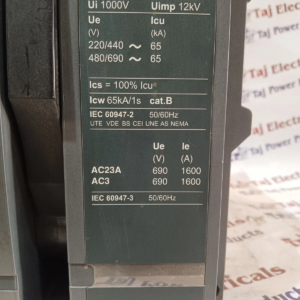 Ui 1000V Uimp 12kV
Ue Icu
(V) (kA)
220/440 ~ 65
480/690 ~ 65
Ics = 100% Icu
Icw 65kA/1s cat.B
IEC 60947-2 50/60Hz
UTE VDE BS CEI UNE AS NEMA
Ue Ie
(V) (A)
AC23A 690 1600
AC3 690 1600
IEC 60947-3 50/60Hz
Taj Electricals